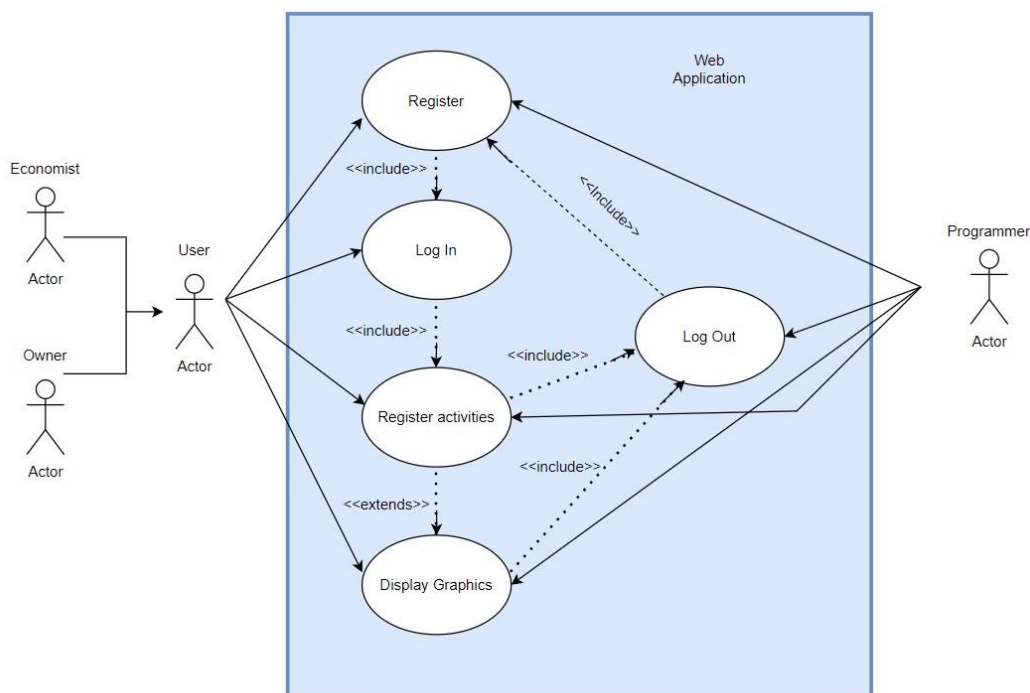 Web
Application
Register
<<include>>
<<Include>>
Economist
Actor
User
Actor
Owner
Actor
Log In
Programmer
Actor
<<include>>
<<include>>
Log Out
Register activities
<<include>>
<<extends>>
Display Graphics